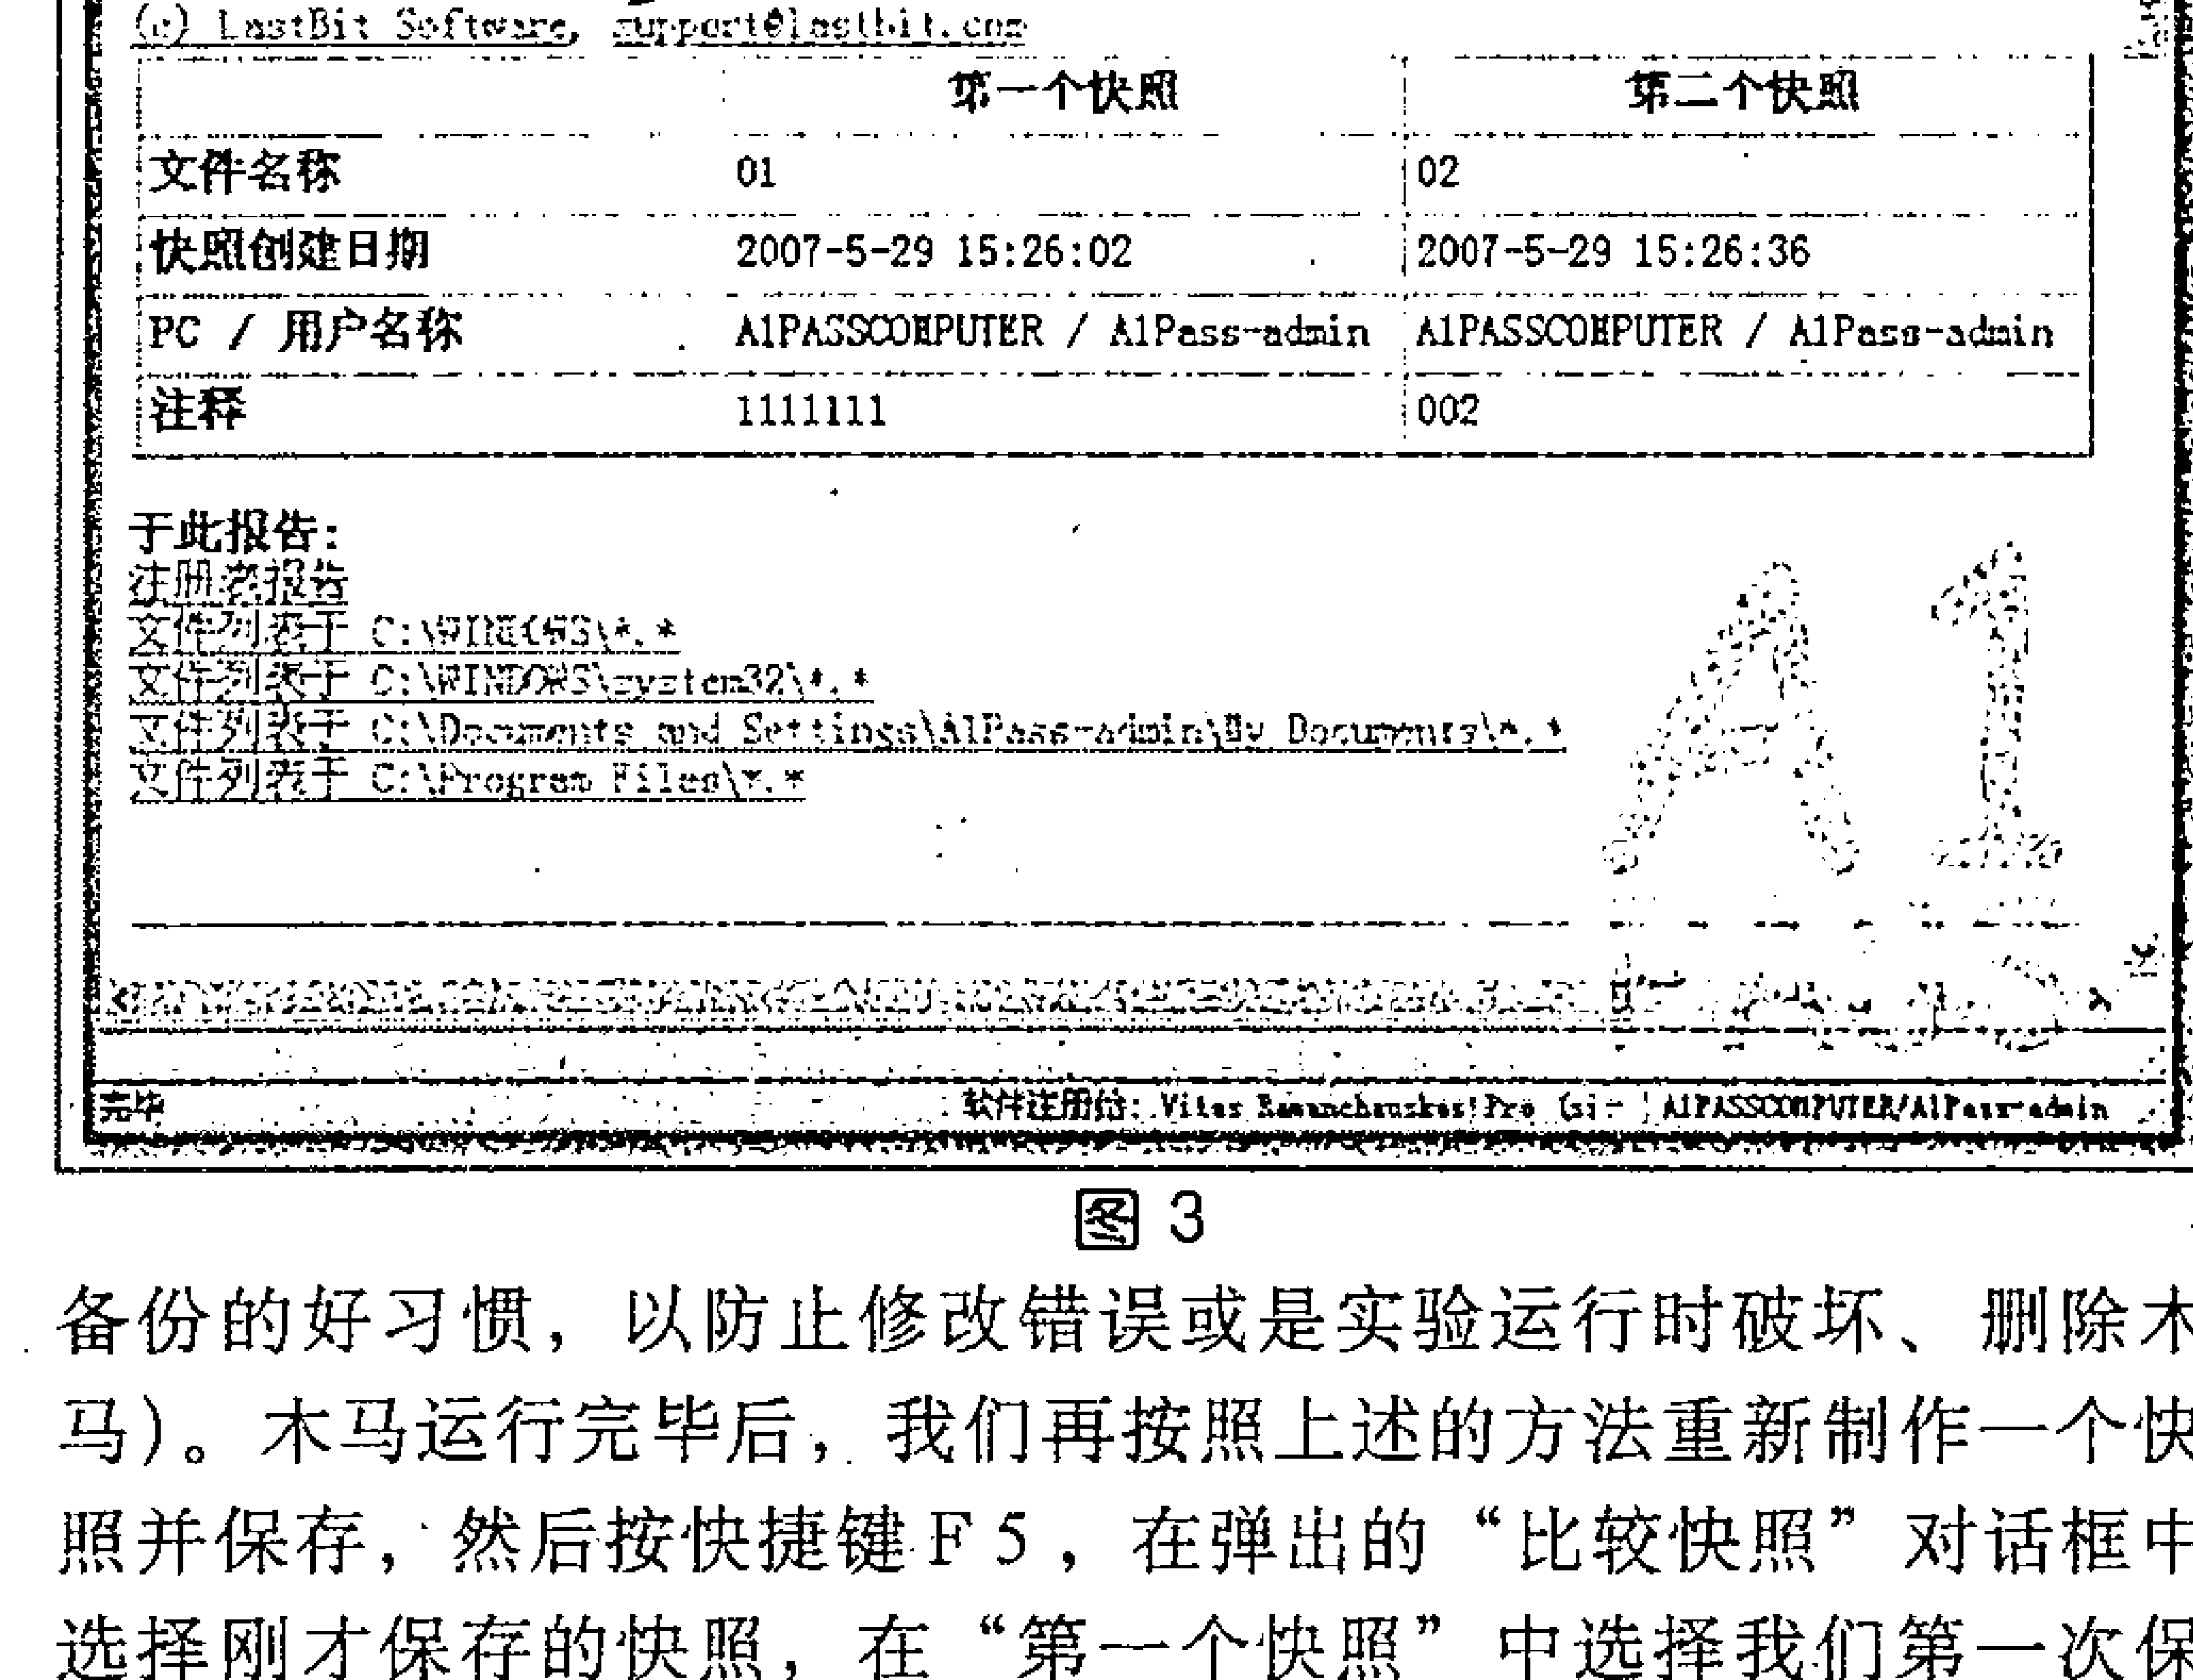 (c) LastBit Software, support@lastbit.com
第一个快照 第二个快照
文件名称 01 02
快照创建日期 2007-5-29 15:26:02 2007-5-29 15:26:36
PC / 用户名称 A1PASSCOMPUTER / A1Pass-admin A1PASSCOMPUTER / A1Pass-admin
注释 1111111 002
于此报告:
注册表报告
文件列表于 C:\WINDOWS\*.*
文件列表于 C:\WINDOWS\system32\*.*
文件列表于 C:\Documents and Settings\A1Pass-admin\My Documents\*.*
文件列表于 C:\Program Files\*.*
A1
完毕 软件注册给: Vitas Pro (si- A1PASSCOMPUTER/A1Pass-admin
图 3
备份的好习惯，以防止修改错误或是实验运行时破坏、删除木
马)。木马运行完毕后，我们再按照上述的方法重新制作一个快
照并保存，然后按快捷键 F5，在弹出的“比较快照”对话框中
选择刚才保存的快照，在“第一个快照”中选择我们第一次保